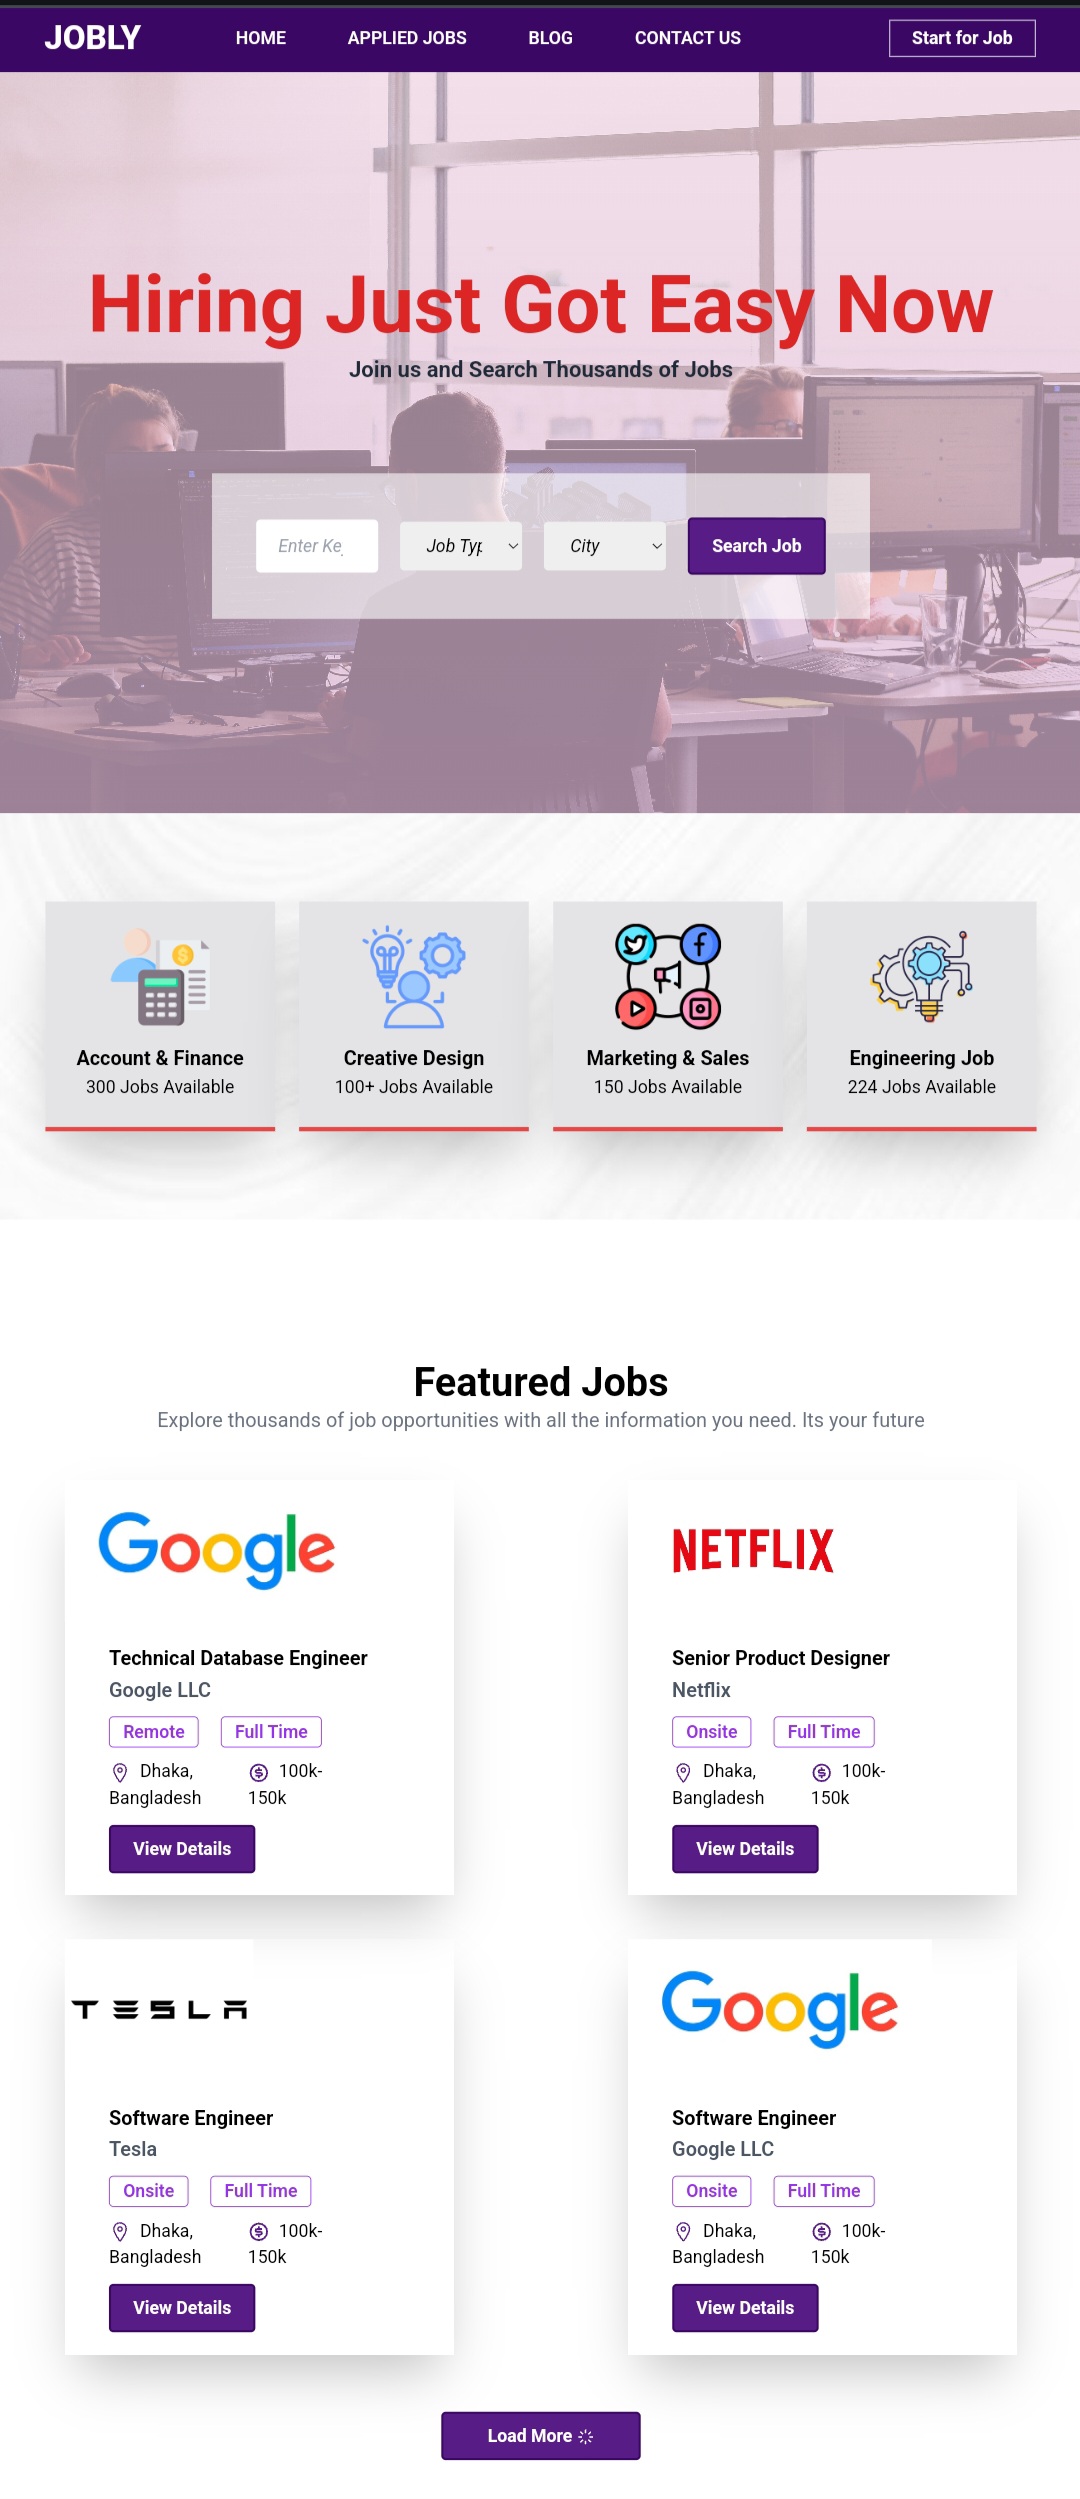 JOBLY
HOME
APPLIED JOBS
BLOG
CONTACT US
Start for Job
Hiring Just Got Easy Now
Join us and Search Thousands of Jobs
Enter Ke
Job Typ
City
Search Job
Account & Finance
300 Jobs Available
Creative Design
100+ Jobs Available
Marketing & Sales
150 Jobs Available
Engineering Job
224 Jobs Available
Featured Jobs
Explore thousands of job opportunities with all the information you need. Its your future
Google
Technical Database Engineer
Google LLC
Remote
Full Time
Dhaka,
Bangladesh
100k-
150k
View Details
NETFLIX
Senior Product Designer
Netflix
Onsite
Full Time
Dhaka,
Bangladesh
100k-
150k
View Details
TESLA
Software Engineer
Tesla
Onsite
Full Time
Dhaka,
Bangladesh
100k-
150k
View Details
Google
Software Engineer
Google LLC
Onsite
Full Time
Dhaka,
Bangladesh
100k-
150k
View Details
Load More